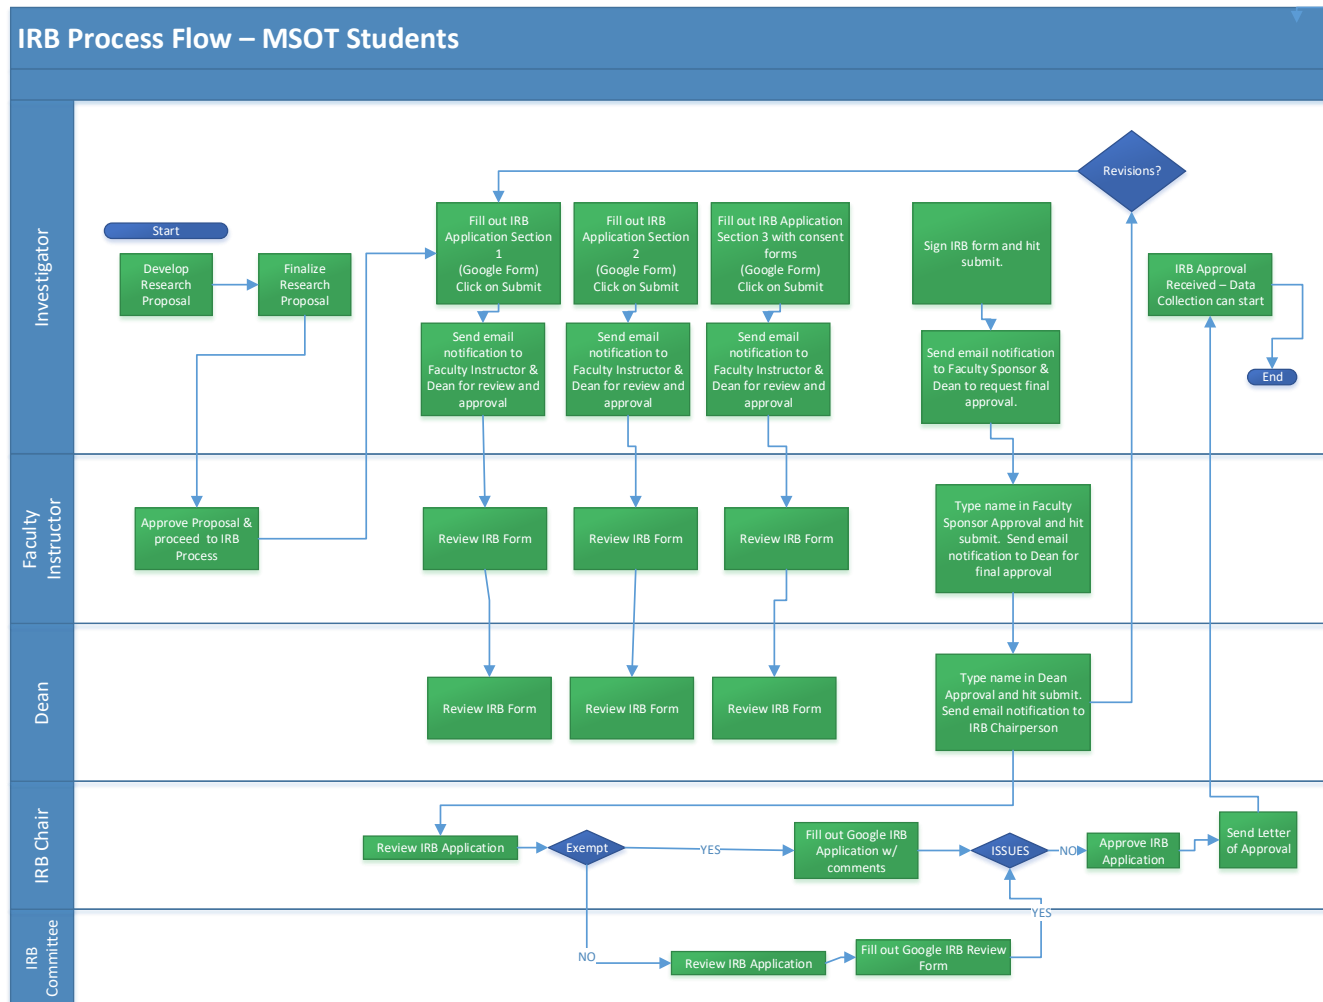 IRB Process Flow – MSOT Students
Investigator
Revisions?
Start
Develop
Research
Proposal
Finalize
Research
Proposal
Fill out IRB
Application Section
1
(Google Form)
Click on Submit
Fill out IRB
Application Section
2
(Google Form)
Click on Submit
Fill out IRB Application
Section 3 with consent
forms
(Google Form)
Click on Submit
Sign IRB form and hit
submit.
IRB Approval
Received – Data
Collection can start
Send email
notification to
Faculty Instructor &
Dean for review and
approval
Send email
notification to
Faculty Instructor &
Dean for review and
approval
Send email
notification to
Faculty Instructor &
Dean for review and
approval
Send email notification
to Faculty Sponsor &
Dean to request final
approval.
End
Faculty
Instructor
Approve Proposal &
proceed to IRB
Process
Review IRB Form
Review IRB Form
Review IRB Form
Type name in Faculty
Sponsor Approval and hit
submit. Send email
notification to Dean for
final approval
Dean
Review IRB Form
Review IRB Form
Review IRB Form
Type name in Dean
Approval and hit submit.
Send email notification to
IRB Chairperson
IRB Chair
Review IRB Application
Exempt
YES
Fill out Google IRB
Application w/
comments
ISSUES
NO
Approve IRB
Application
Send Letter
of Approval
IRB
Committee
NO
Review IRB Application
Fill out Google IRB Review
Form
YES